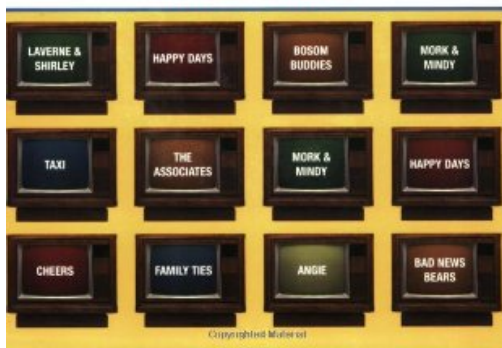 LAVERNE &
SHIRLEY
HAPPY DAYS
BOSOM
BUDDIES
MORK &
MINDY
TAXI
THE
ASSOCIATES
MORK &
MINDY
HAPPY DAYS
CHEERS
FAMILY TIES
ANGIE
BAD NEWS
BEARS
Copyrighted Material